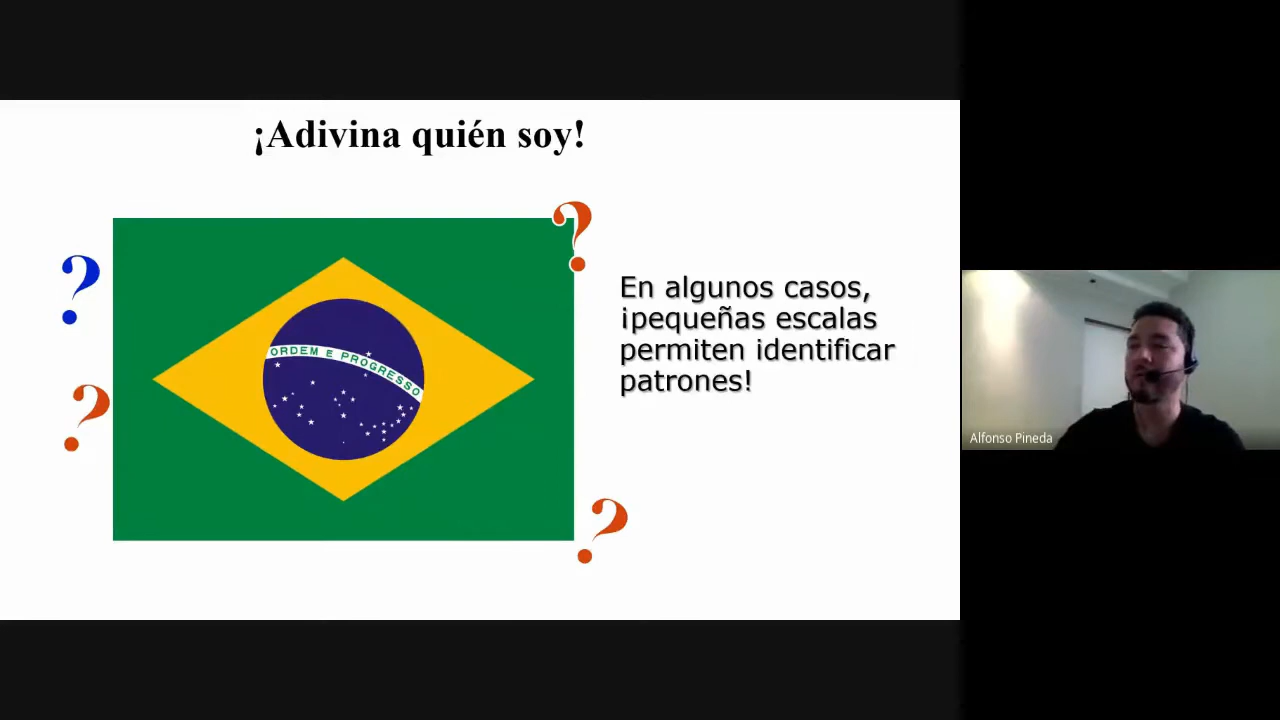 ¡Adivina quién soy!
?
?
?
?
ORDEM E PROGRESSO
En algunos casos,
¡pequeñas escalas
permiten identificar
patrones!
Alfonso Pineda